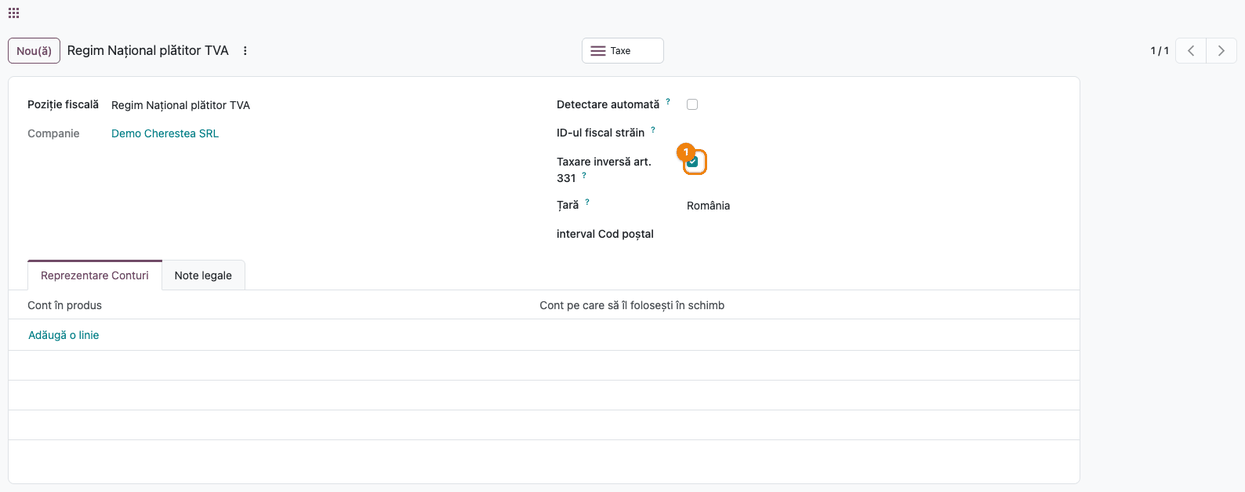 Nou(ă)
Regim Național plătitor TVA
Taxe
1 / 1
Poziție fiscală
Regim Național plătitor TVA
Companie
Demo Cherestea SRL
Detectare automată ?
ID-ul fiscal străin ?
Taxare inversă art.
331 ?
1
Țară ?
România
interval Cod poștal
Reprezentare Conturi
Note legale
Cont în produs
Cont pe care să îl folosești în schimb
Adăugă o linie